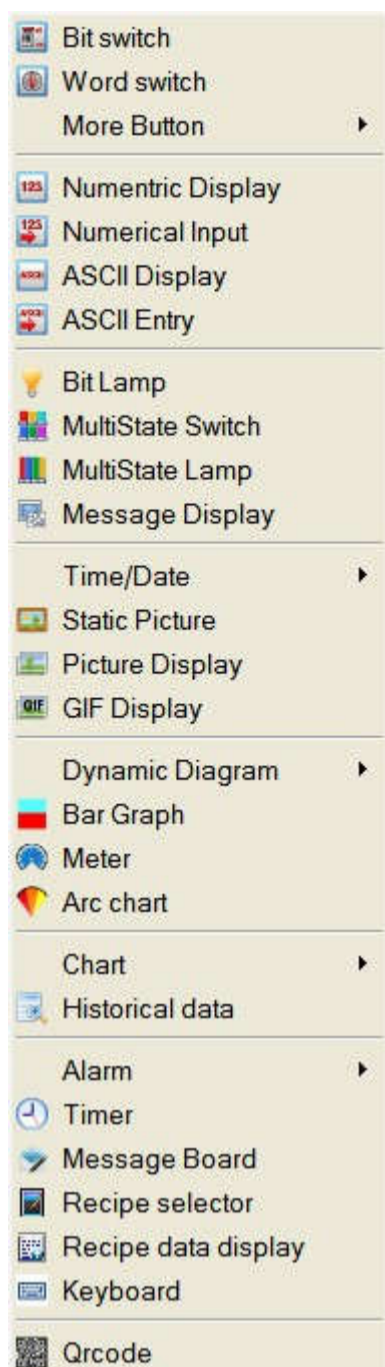 Bit switch
Word switch
More Button
Numentric Display
Numerical Input
ASCII Display
ASCII Entry
Bit Lamp
MultiState Switch
MultiState Lamp
Message Display
Time/Date
Static Picture
Picture Display
GIF Display
Dynamic Diagram
Bar Graph
Meter
Arc chart
Chart
Historical data
Alarm
Timer
Message Board
Recipe selector
Recipe data display
Keyboard
Qrcode